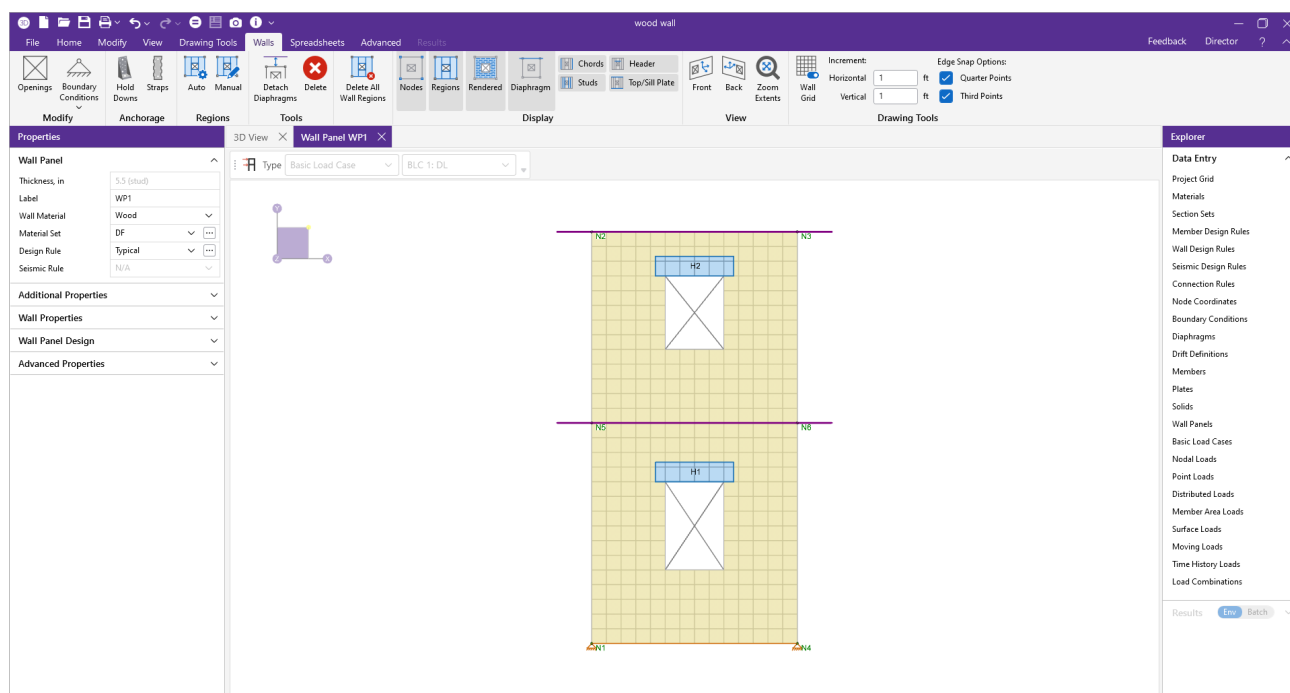 wood wall
File Home Modify View Drawing Tools Walls Spreadsheets Advanced Results Feedback Director ?
Openings
Boundary
Conditions
Modify
Hold
Downs
Straps
Anchorage
Auto
Manual
Regions
Detach
Diaphragms
Delete
Tools
Delete All
Wall Regions
Nodes
Regions
Rendered
Diaphragm
Chords
Header
Studs
Top/Sill Plate
Display
Front
Back
Zoom
Extents
View
Wall
Grid
Increment:
Horizontal 1 ft
Vertical 1 ft
Edge Snap Options:
Quarter Points
Third Points
Drawing Tools
Properties
Wall Panel
Thickness, in 5.5 (stud)
Label WP1
Wall Material Wood
Material Set DF
Design Rule Typical
Seismic Rule N/A
Additional Properties
Wall Properties
Wall Panel Design
Advanced Properties
3D View Wall Panel WP1
Type Basic Load Case BLC 1: DL
Y
Z
X
N2 N3
H2
N5 N6
H1
N1 N4
Explorer
Data Entry
Project Grid
Materials
Section Sets
Member Design Rules
Wall Design Rules
Seismic Design Rules
Connection Rules
Node Coordinates
Boundary Conditions
Diaphragms
Drift Definitions
Members
Plates
Solids
Wall Panels
Basic Load Cases
Nodal Loads
Point Loads
Distributed Loads
Member Area Loads
Surface Loads
Moving Loads
Time History Loads
Load Combinations
Results Env Batch